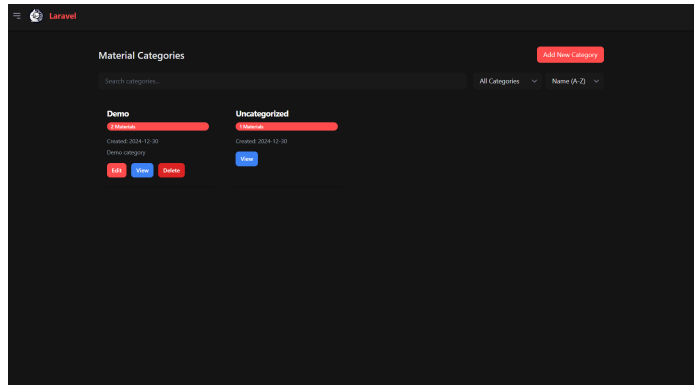 Laravel
Material Categories
Add New Category
Search categories...
All Categories
Name (A-Z)
Demo
2 Materials
Created: 2024-12-30
Demo category
Edit
View
Delete
Uncategorized
1 Materials
Created: 2024-12-30
View